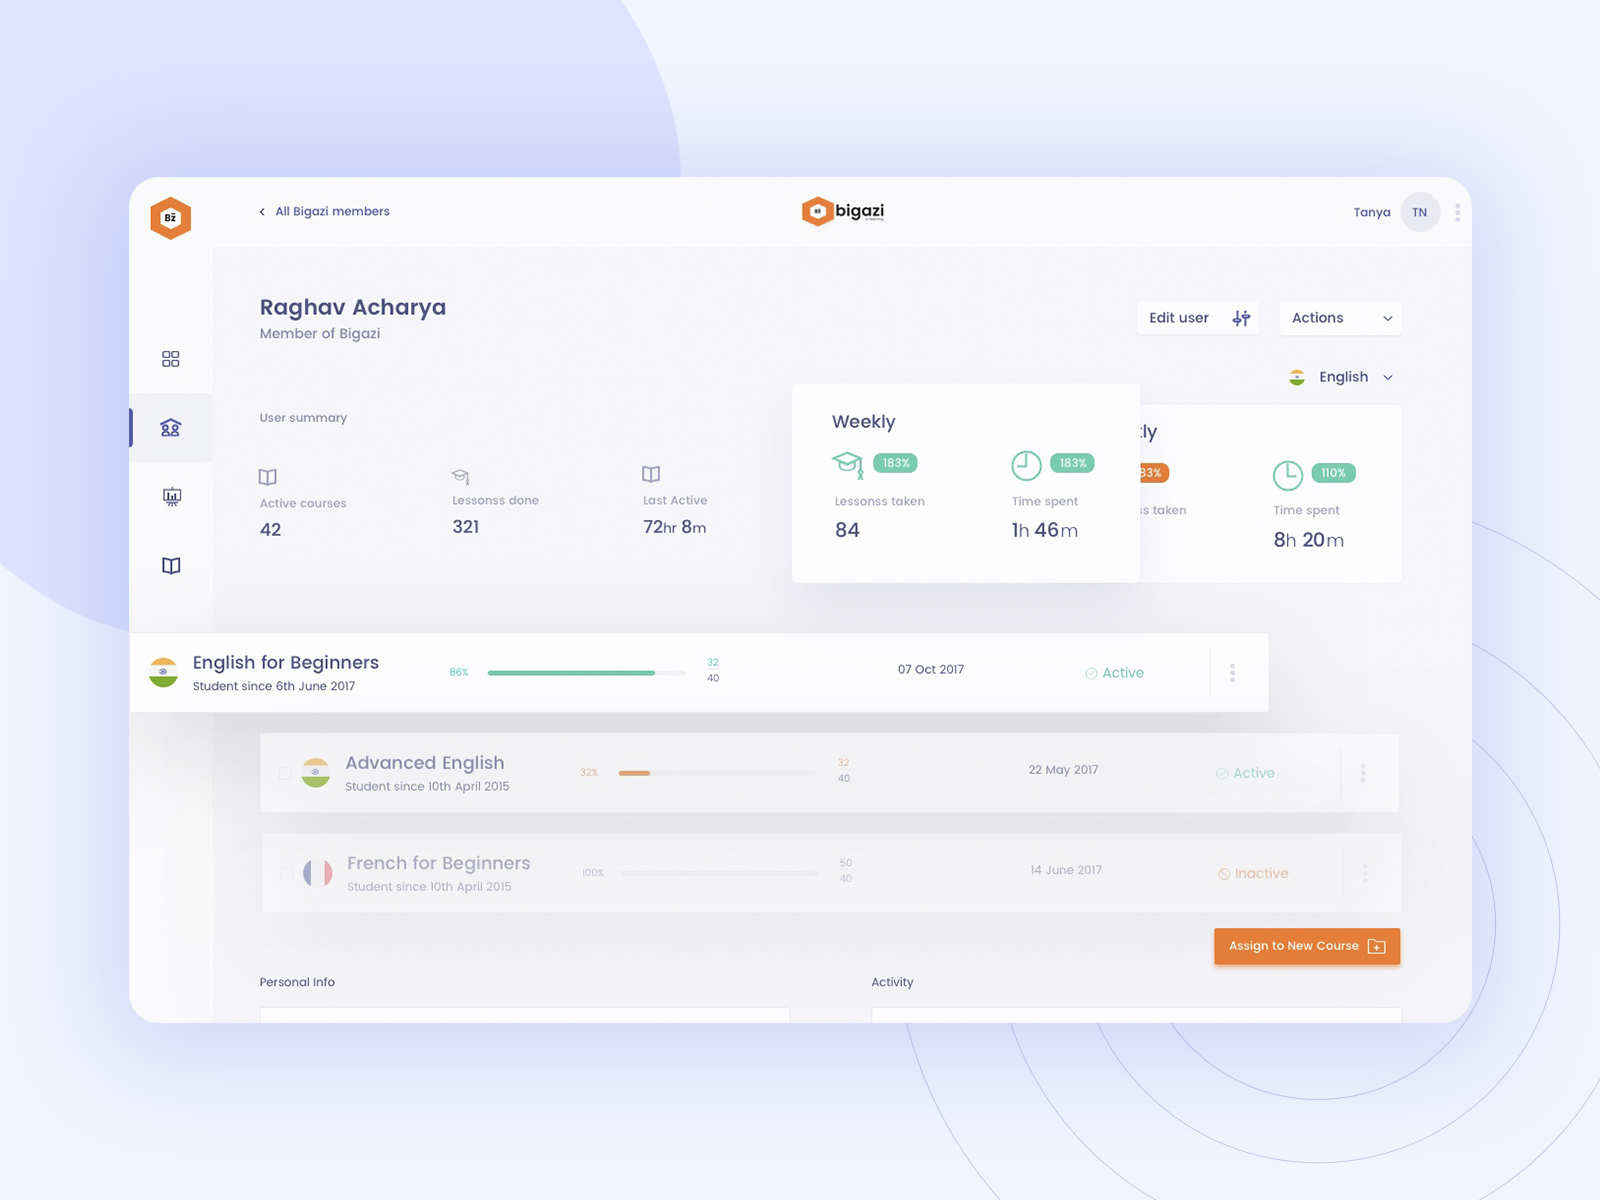 BZ
All Bigazi members
BZ
bigazi
Tanya
TN
Raghav Acharya
Member of Bigazi
Edit user
Actions
English
User summary
Active courses
42
Lessonss done
321
Last Active
72hr 8m
Weekly
183%
Lessonss taken
84
183%
Time spent
1h 46m
ly
83%
ss taken
110%
Time spent
8h 20m
English for Beginners
Student since 6th June 2017
86%
32
40
07 Oct 2017
Active
Advanced English
Student since 10th April 2015
32%
32
40
22 May 2017
Active
French for Beginners
Student since 10th April 2015
100%
50
40
14 June 2017
Inactive
Assign to New Course
Personal Info
Activity